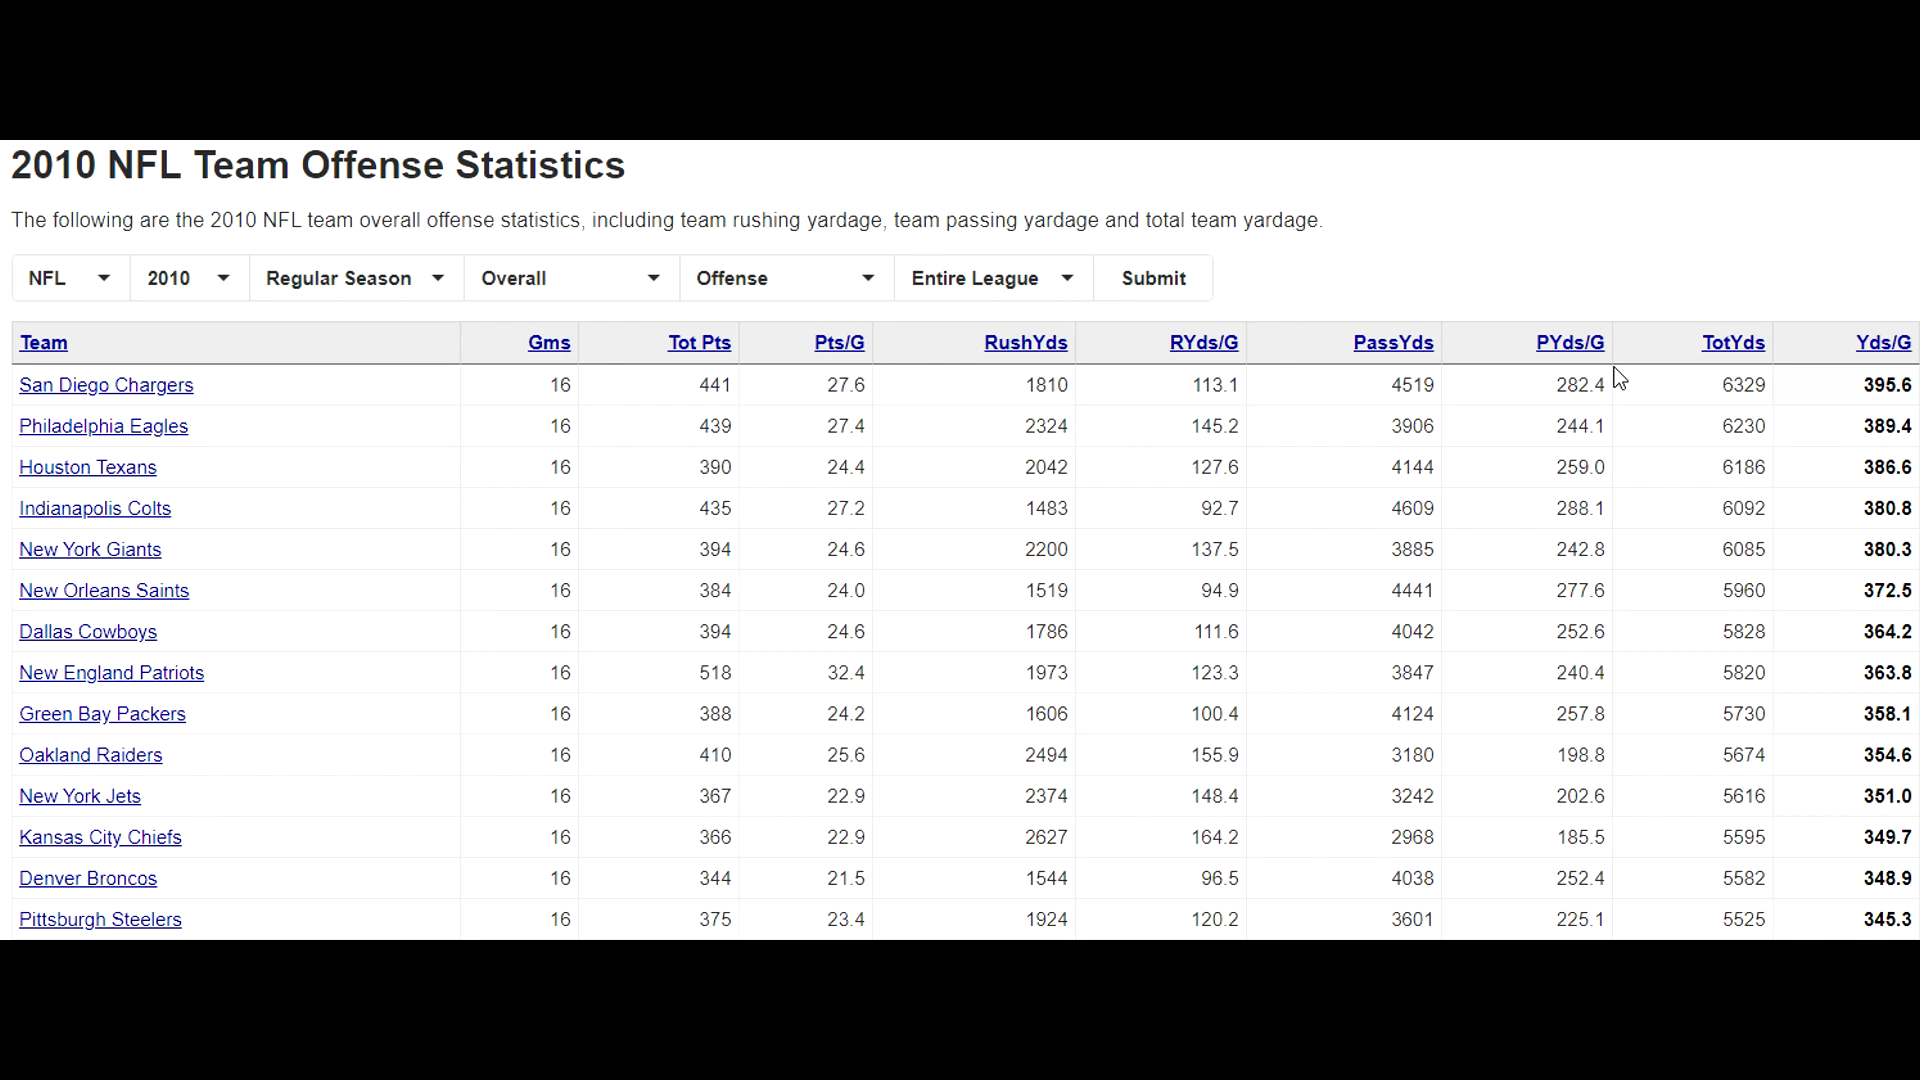 2010 NFL Team Offense Statistics
The following are the 2010 NFL team overall offense statistics, including team rushing yardage, team passing yardage and total team yardage.
NFL 2010 Regular Season Overall Offense Entire League Submit
Team Gms Tot Pts Pts/G RushYds RYds/G PassYds PYds/G TotYds Yds/G
San Diego Chargers 16 441 27.6 1810 113.1 4519 282.4 6329 395.6
Philadelphia Eagles 16 439 27.4 2324 145.2 3906 244.1 6230 389.4
Houston Texans 16 390 24.4 2042 127.6 4144 259.0 6186 386.6
Indianapolis Colts 16 435 27.2 1483 92.7 4609 288.1 6092 380.8
New York Giants 16 394 24.6 2200 137.5 3885 242.8 6085 380.3
New Orleans Saints 16 384 24.0 1519 94.9 4441 277.6 5960 372.5
Dallas Cowboys 16 394 24.6 1786 111.6 4042 252.6 5828 364.2
New England Patriots 16 518 32.4 1973 123.3 3847 240.4 5820 363.8
Green Bay Packers 16 388 24.2 1606 100.4 4124 257.8 5730 358.1
Oakland Raiders 16 410 25.6 2494 155.9 3180 198.8 5674 354.6
New York Jets 16 367 22.9 2374 148.4 3242 202.6 5616 351.0
Kansas City Chiefs 16 366 22.9 2627 164.2 2968 185.5 5595 349.7
Denver Broncos 16 344 21.5 1544 96.5 4038 252.4 5582 348.9
Pittsburgh Steelers 16 375 23.4 1924 120.2 3601 225.1 5525 345.3